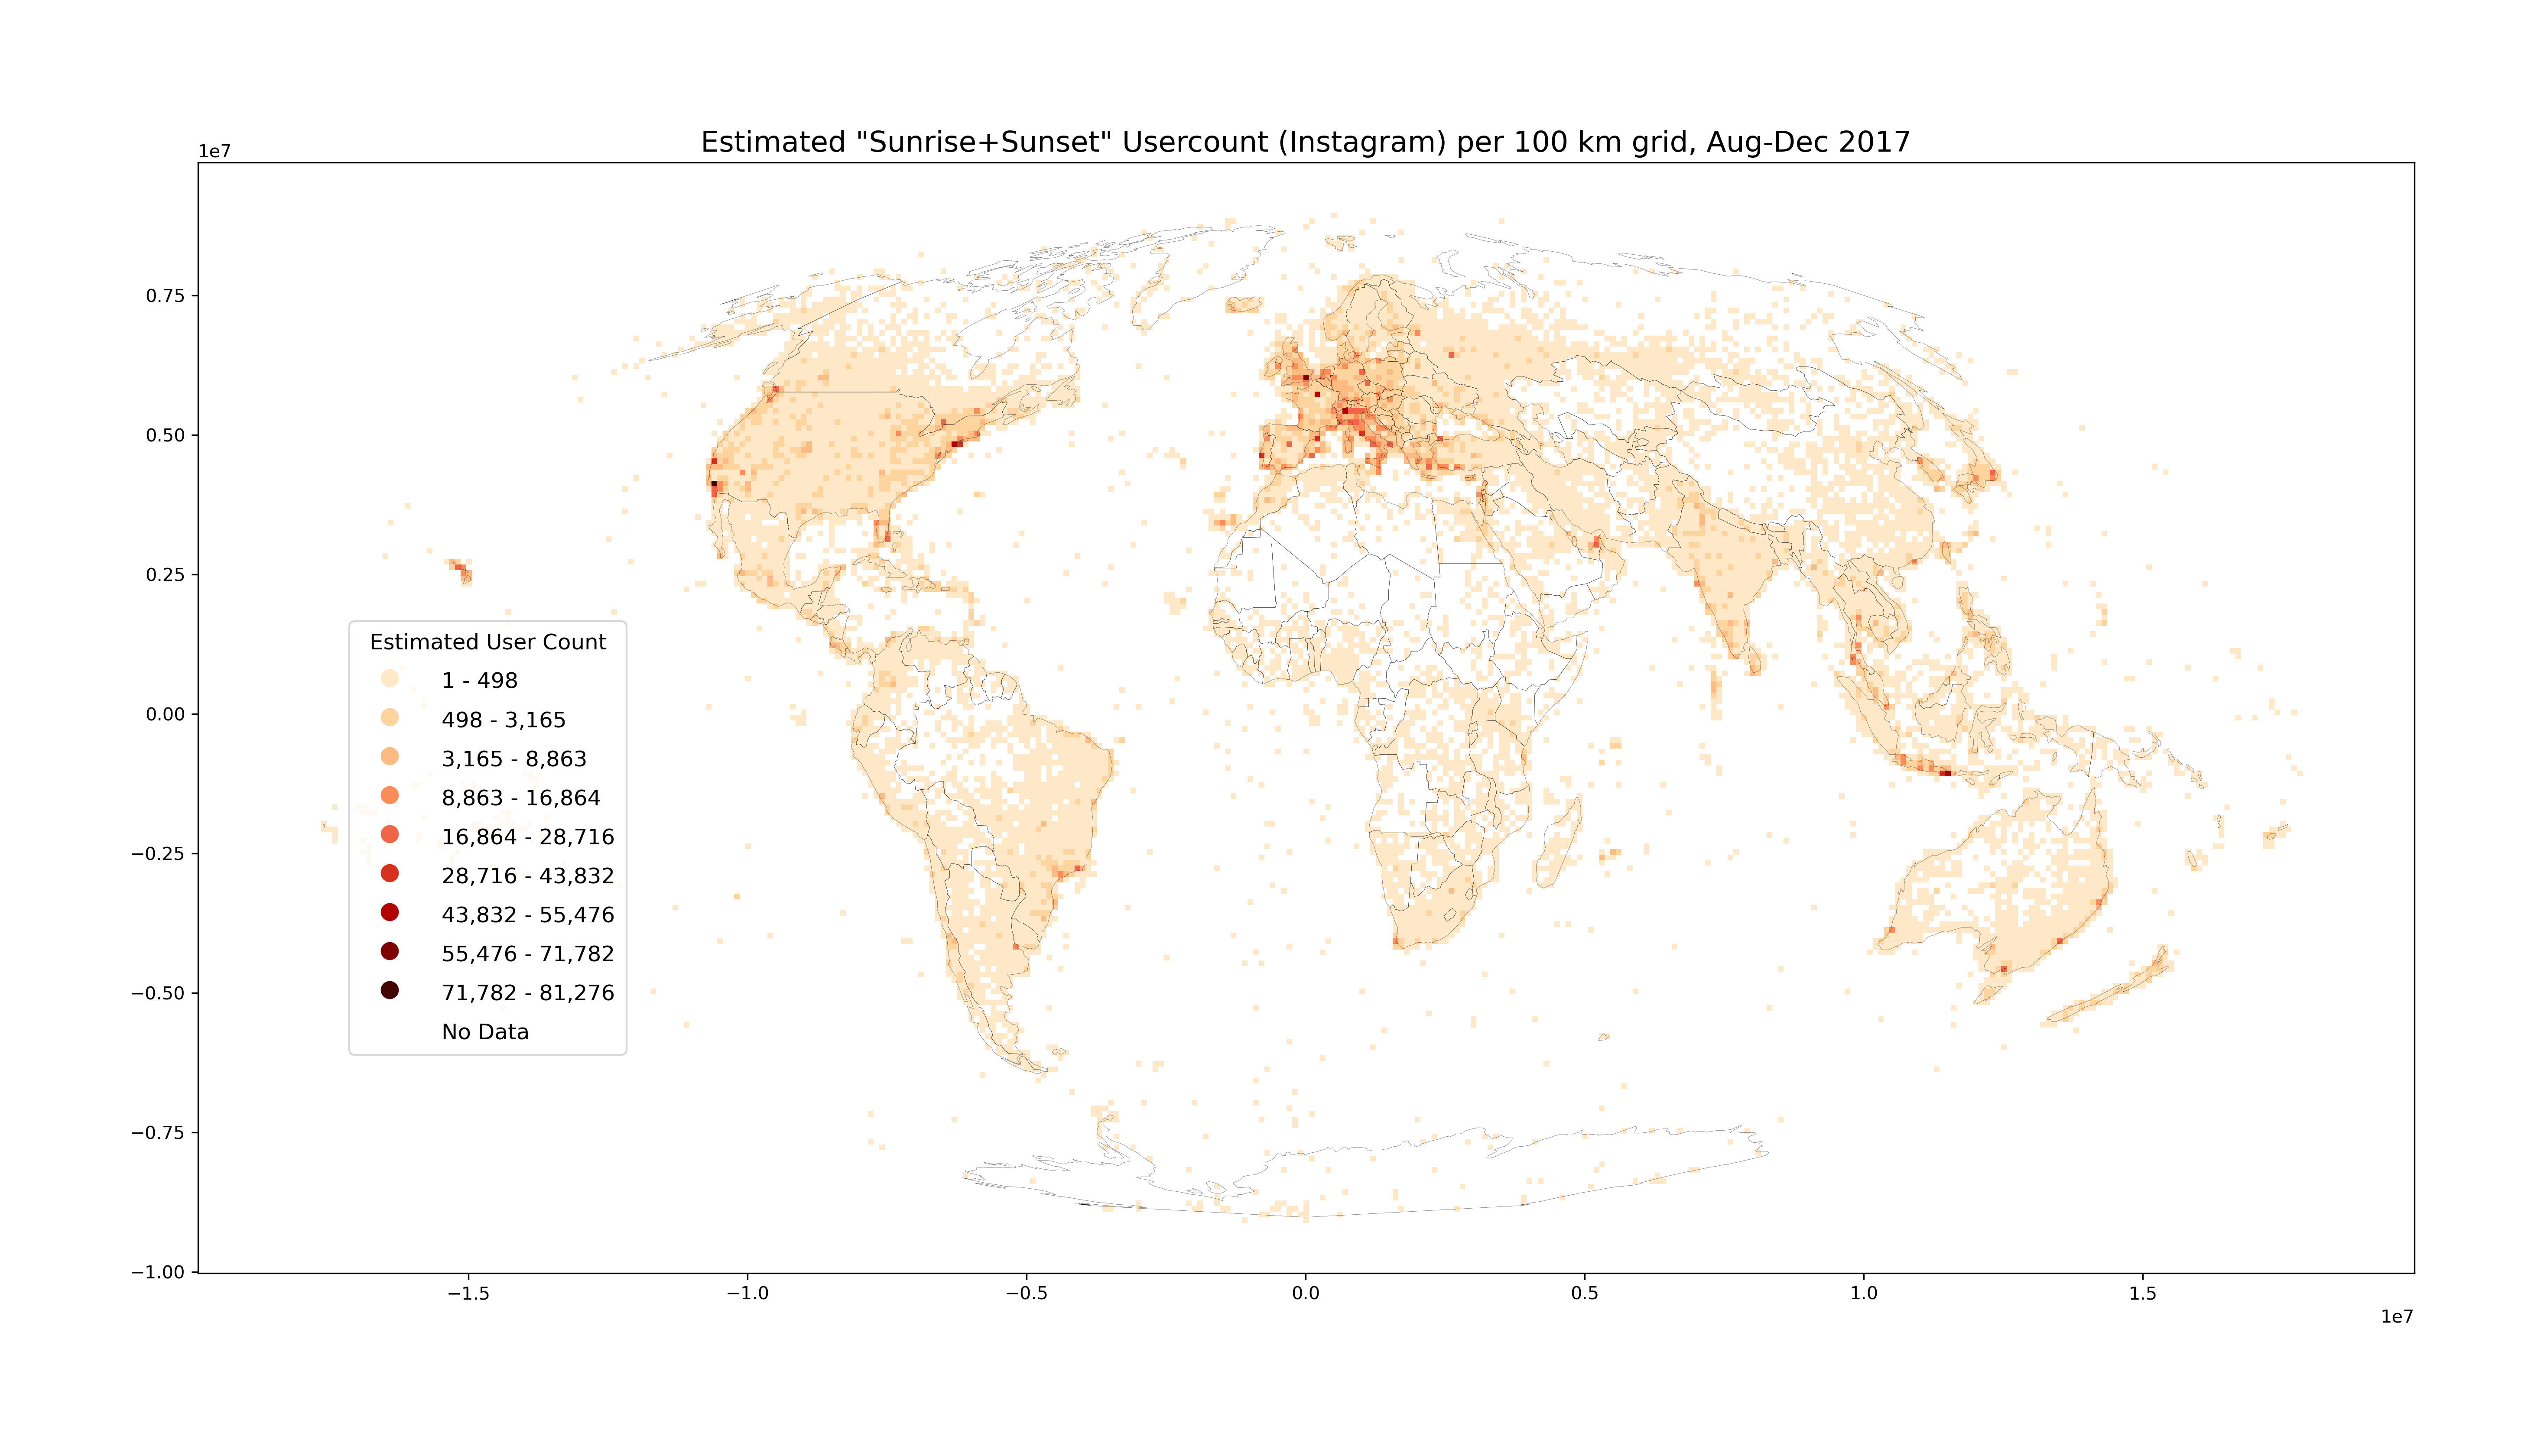 Estimated "Sunrise+Sunset" Usercount (Instagram) per 100 km grid, Aug-Dec 2017
1e7
0.75
0.50
0.25
0.00
−0.25
−0.50
−0.75
−1.00
Estimated User Count
1 - 498
498 - 3,165
3,165 - 8,863
8,863 - 16,864
16,864 - 28,716
28,716 - 43,832
43,832 - 55,476
55,476 - 71,782
71,782 - 81,276
No Data
−1.5 −1.0 −0.5 0.0 0.5 1.0 1.5
1e7